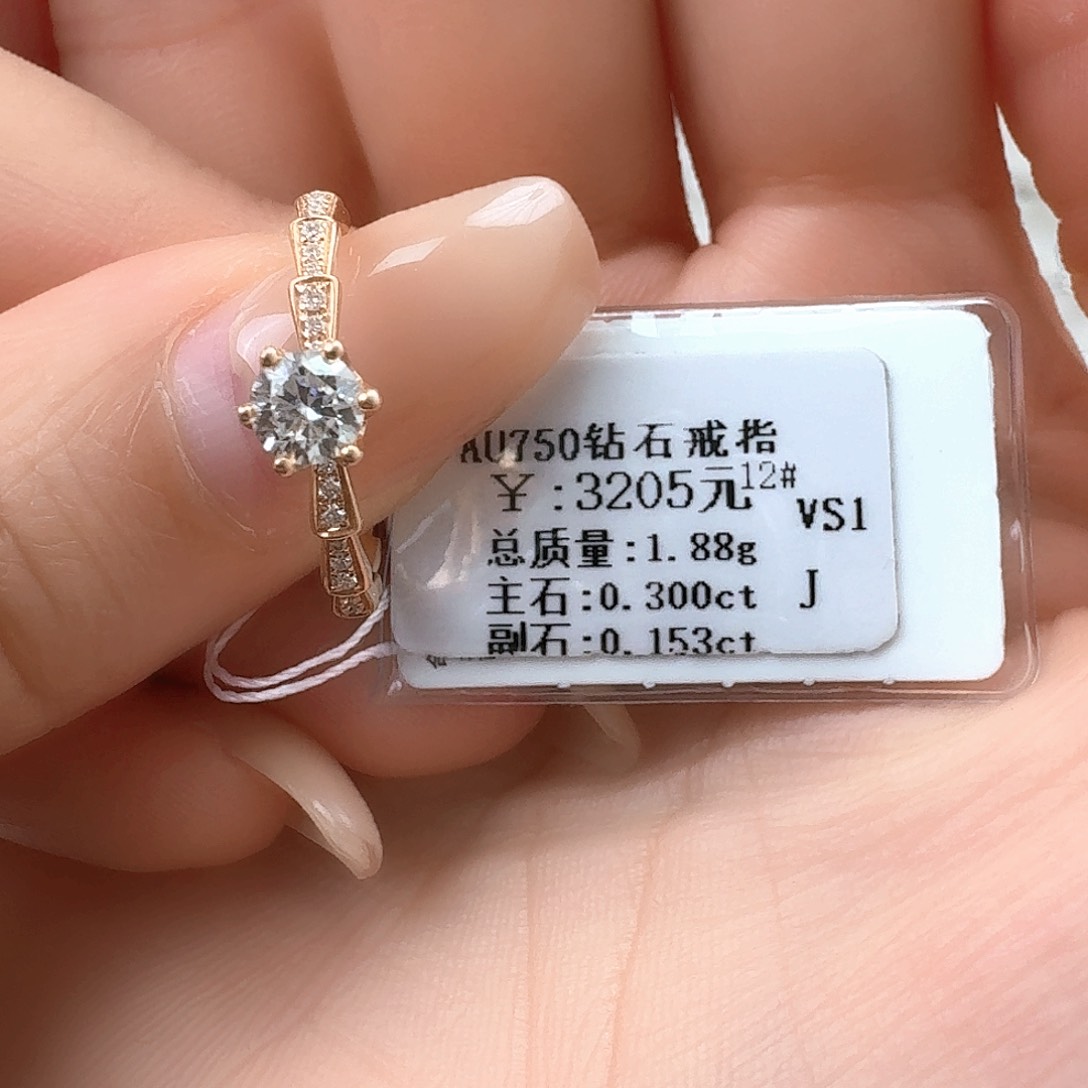 AU750钻石戒指
￥:3205元12#
VS1
总质量:1.88g
主石:0.300ct J
副石:0.153ct